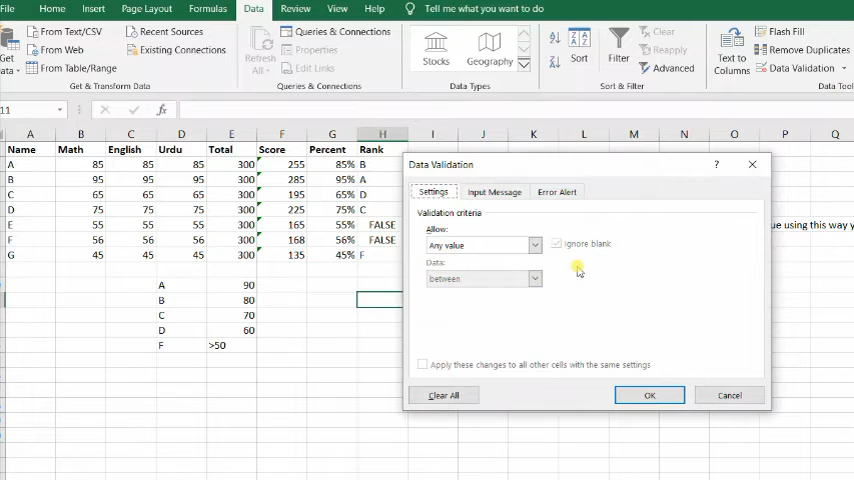 File Home Insert Page Layout Formulas Data Review View Help Tell me what you want to do
From Text/CSV Recent Sources Queries & Connections Clear Flash Fill
Get Data From Web Existing Connections Refresh All Properties Stocks Geography Sort Filter Reapply Text to Columns Remove Duplicates
From Table/Range Edit Links Advanced Data Validation
Get & Transform Data Queries & Connections Data Types Sort & Filter Data Tool
11 fx
A B C D E F G H I J K L M N O P Q
Name Math English Urdu Total Score Percent Rank
A 85 85 85 300 255 85% B
B 95 95 95 300 285 95% A
C 65 65 65 300 195 65% D
D 75 75 75 300 225 75% C
E 55 55 55 300 165 55% FALSE ue using this way y
F 56 56 56 300 168 56% FALSE
G 45 45 45 300 135 45% F
A 90
B 80
C 70
D 60
F >50
Data Validation ?
Settings Input Message Error Alert
Validation criteria
Allow:
Any value Ignore blank
Data:
between
Apply these changes to all other cells with the same settings
Clear All OK Cancel